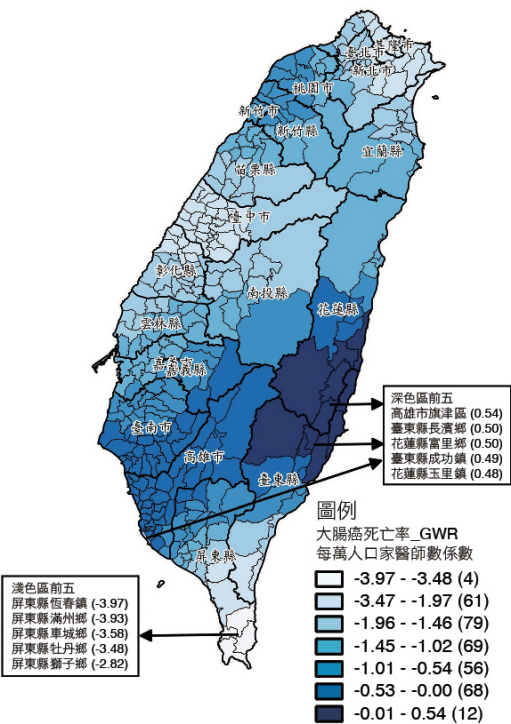 基隆市
臺北市
新北市
桃園市
新竹市
新竹縣
宜蘭縣
苗栗縣
臺中市
彰化縣
南投縣
花蓮縣
雲林縣
嘉義市
嘉義縣
臺南市
高雄市
臺東縣
屏東縣
深色區前五
高雄市旗津區 (0.54)
臺東縣長濱鄉 (0.50)
花蓮縣富里鄉 (0.50)
臺東縣成功鎮 (0.49)
花蓮縣玉里鎮 (0.48)
淺色區前五
屏東縣恆春鎮 (-3.97)
屏東縣滿州鄉 (-3.93)
屏東縣車城鄉 (-3.58)
屏東縣牡丹鄉 (-3.48)
屏東縣獅子鄉 (-2.82)
圖例
大腸癌死亡率_GWR
每萬人口家醫師數係數
-3.97 - -3.48 (4)
-3.47 - -1.97 (61)
-1.96 - -1.46 (79)
-1.45 - -1.02 (69)
-1.01 - -0.54 (56)
-0.53 - -0.00 (68)
-0.01 - 0.54 (12)